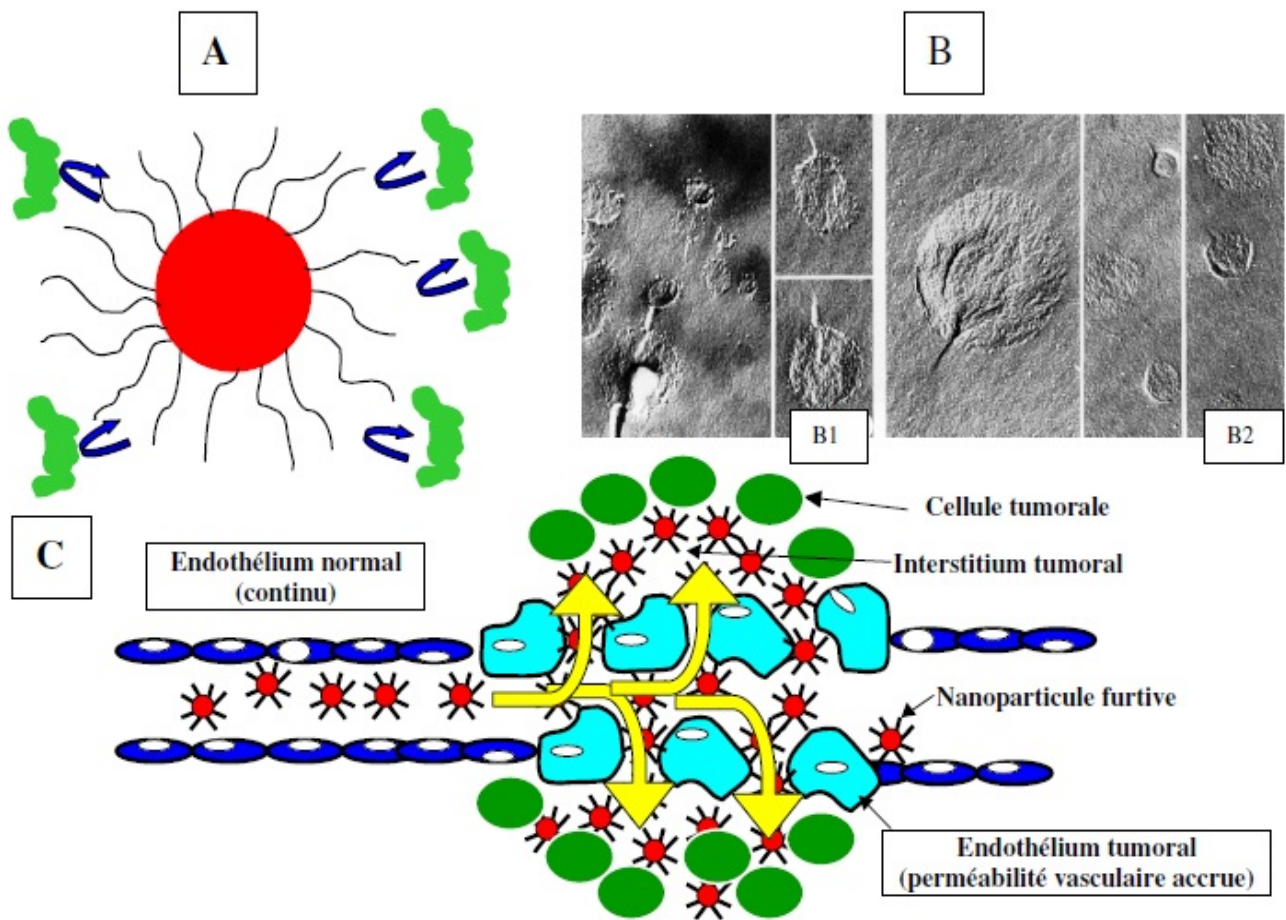 A
B
B1
B2
C
Endothélium normal
(continu)
Cellule tumorale
Interstitium tumoral
Nanoparticule furtive
Endothélium tumoral
(perméabilité vasculaire accrue)